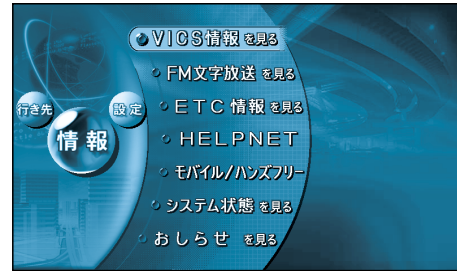 VICS情報 を見る
FM文字放送 を見る
行き先
設定
ETC情報 を見る
情報
HELPNET
モバイル/ハンズフリー
システム状態 を見る
おしらせ を見る